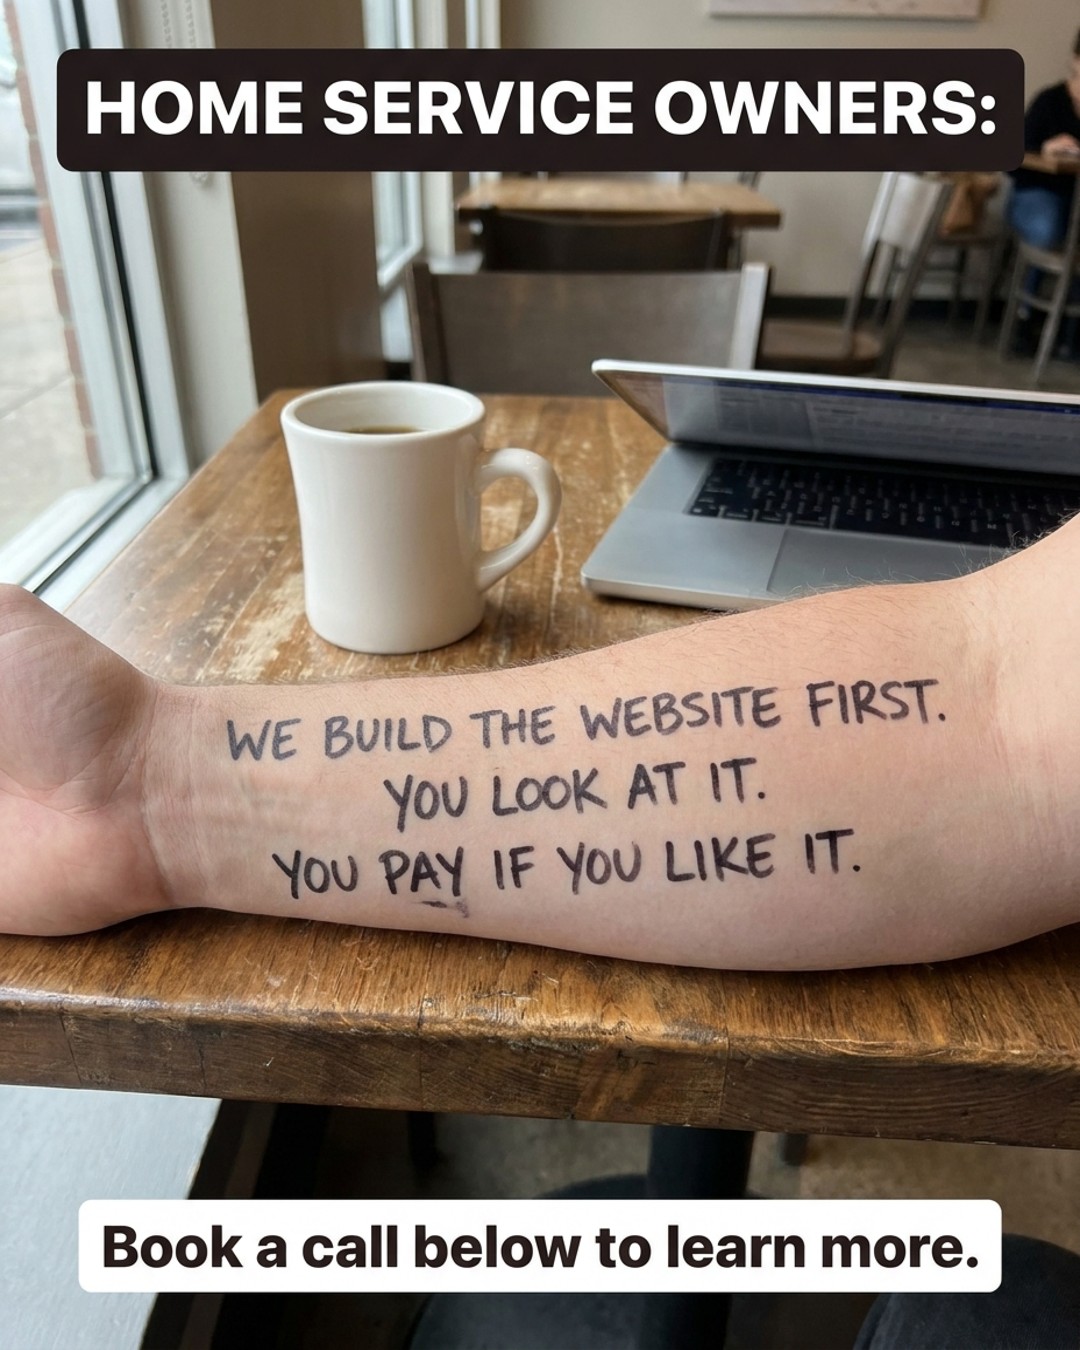 HOME SERVICE OWNERS:
WE BUILD THE WEBSITE FIRST.
YOU LOOK AT IT.
YOU PAY IF YOU LIKE IT.
Book a call below to learn more.